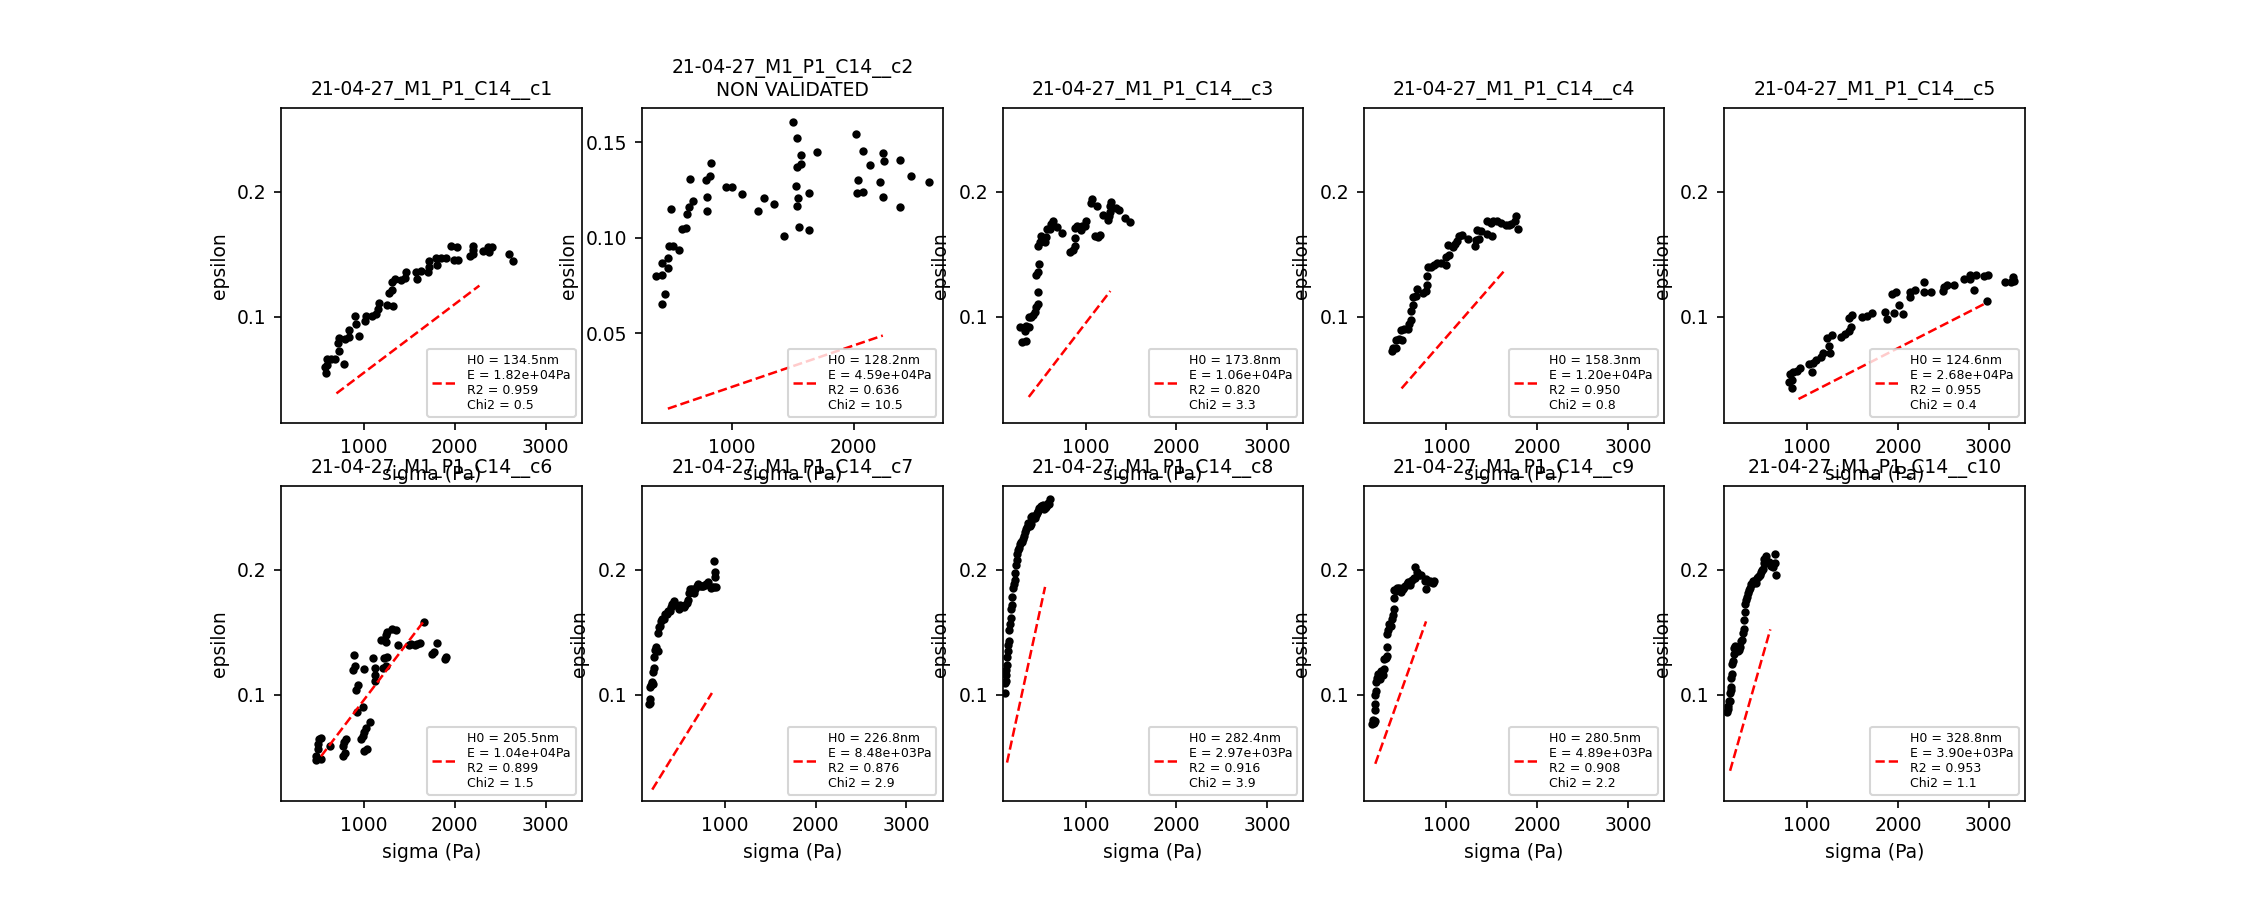 21-04-27_M1_P1_C14__c1
epsilon
0.2
0.1
H0 = 134.5nm
E = 1.82e+04Pa
R2 = 0.959
Chi2 = 0.5
1000 2000 3000
sigma (Pa)
21-04-27_M1_P1_C14__c2
NON VALIDATED
epsilon
0.15
0.10
0.05
H0 = 128.2nm
E = 4.59e+04Pa
R2 = 0.636
Chi2 = 10.5
1000 2000
sigma (Pa)
21-04-27_M1_P1_C14__c3
epsilon
0.2
0.1
H0 = 173.8nm
E = 1.06e+04Pa
R2 = 0.820
Chi2 = 3.3
1000 2000 3000
sigma (Pa)
21-04-27_M1_P1_C14__c4
epsilon
0.2
0.1
H0 = 158.3nm
E = 1.20e+04Pa
R2 = 0.950
Chi2 = 0.8
1000 2000 3000
sigma (Pa)
21-04-27_M1_P1_C14__c5
epsilon
0.2
0.1
H0 = 124.6nm
E = 2.68e+04Pa
R2 = 0.955
Chi2 = 0.4
1000 2000 3000
sigma (Pa)
21-04-27_M1_P1_C14__c6
epsilon
0.2
0.1
H0 = 205.5nm
E = 1.04e+04Pa
R2 = 0.899
Chi2 = 1.5
1000 2000 3000
sigma (Pa)
21-04-27_M1_P1_C14__c7
epsilon
0.2
0.1
H0 = 226.8nm
E = 8.48e+03Pa
R2 = 0.876
Chi2 = 2.9
1000 2000 3000
sigma (Pa)
21-04-27_M1_P1_C14__c8
epsilon
0.2
0.1
H0 = 282.4nm
E = 2.97e+03Pa
R2 = 0.916
Chi2 = 3.9
1000 2000 3000
sigma (Pa)
21-04-27_M1_P1_C14__c9
epsilon
0.2
0.1
H0 = 280.5nm
E = 4.89e+03Pa
R2 = 0.908
Chi2 = 2.2
1000 2000 3000
sigma (Pa)
21-04-27_M1_P1_C14__c10
epsilon
0.2
0.1
H0 = 328.8nm
E = 3.90e+03Pa
R2 = 0.953
Chi2 = 1.1
1000 2000 3000
sigma (Pa)